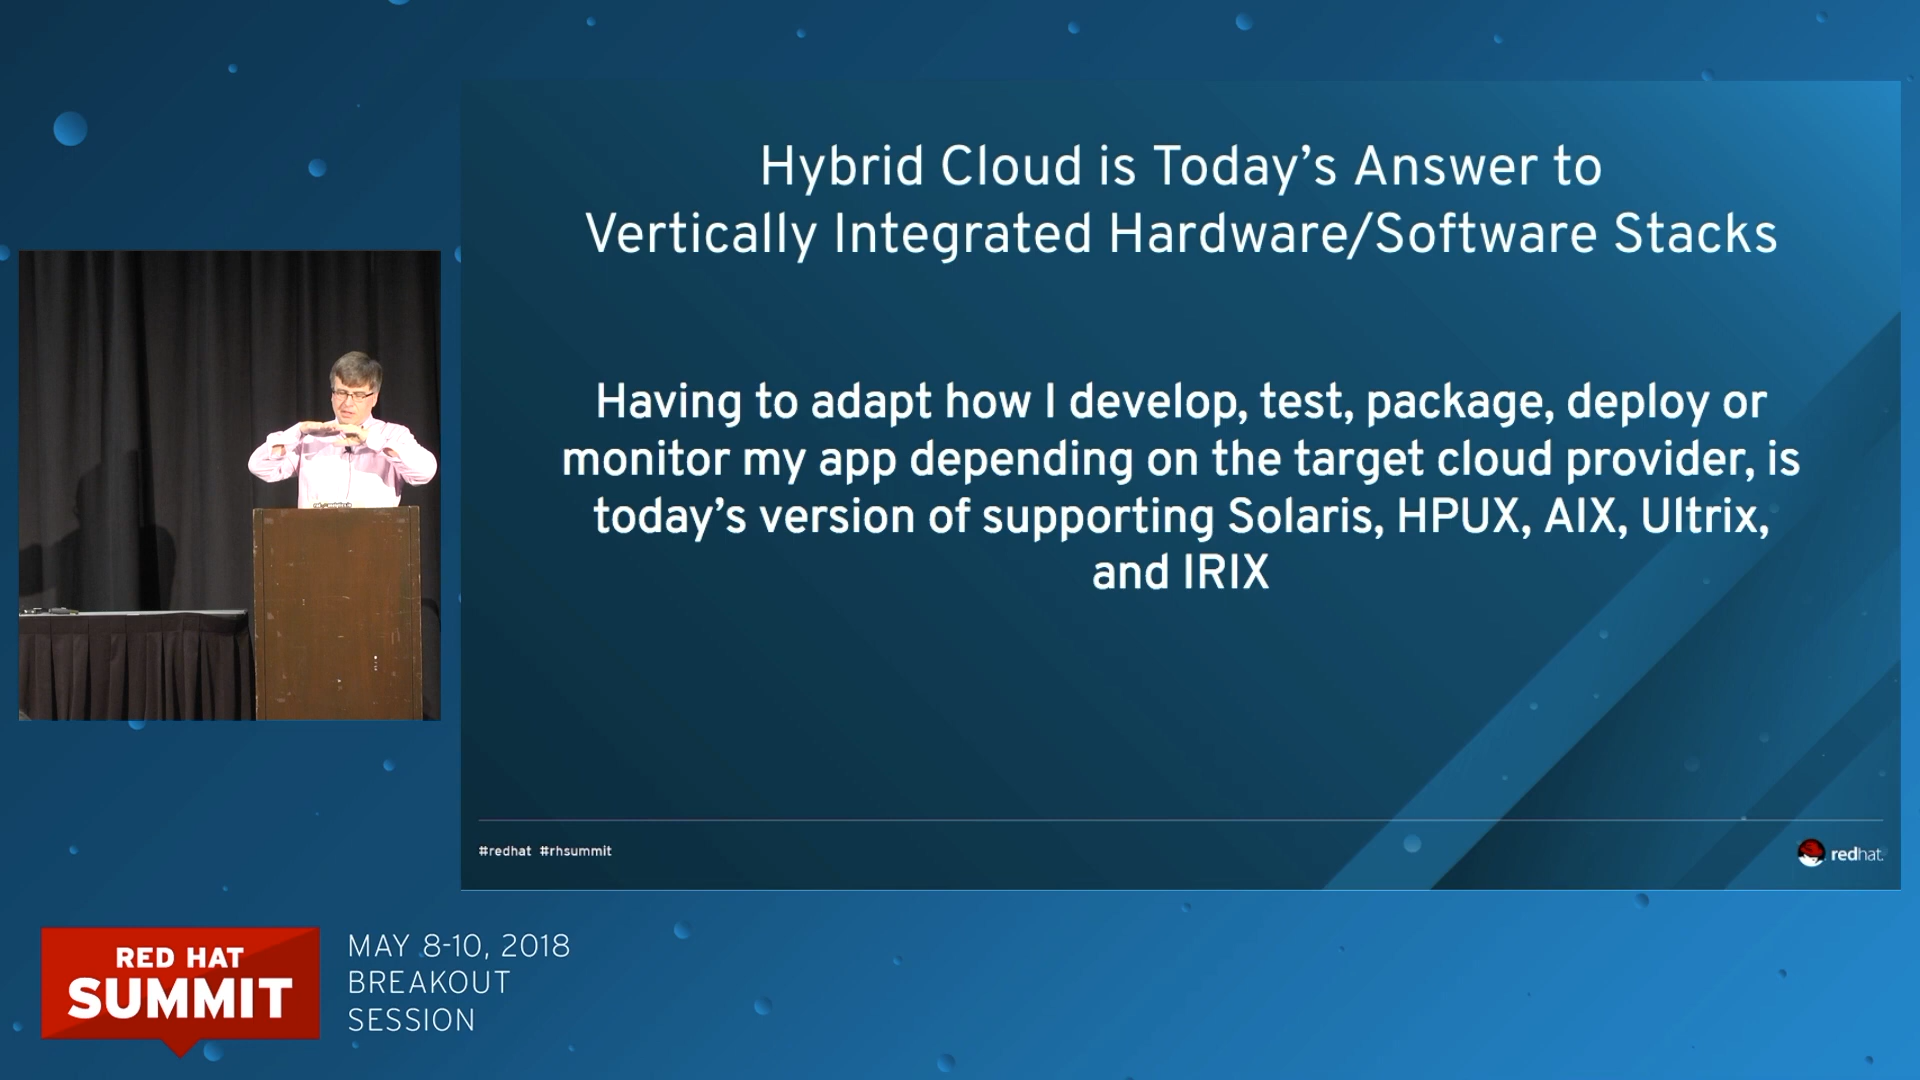 Hybrid Cloud is Today's Answer to
Vertically Integrated Hardware/Software Stacks
Having to adapt how I develop, test, package, deploy or
monitor my app depending on the target cloud provider, is
today's version of supporting Solaris, HPUX, AIX, Ultrix,
and IRIX
#redhat #rhsummit
redhat.
RED HAT
SUMMIT
MAY 8-10, 2018
BREAKOUT
SESSION